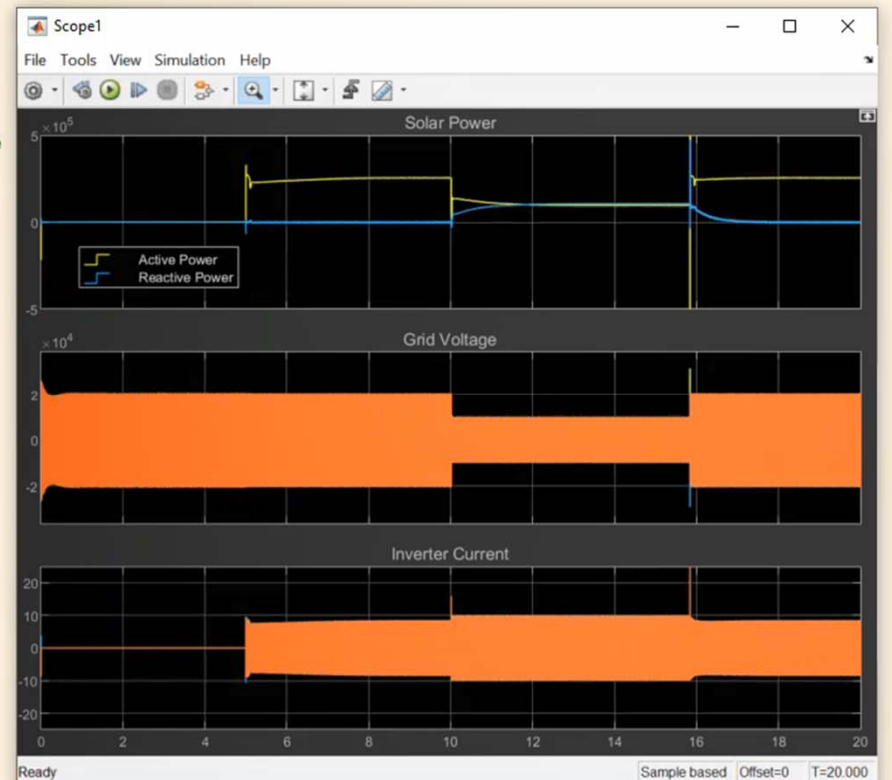 Scope1
File Tools View Simulation Help
Solar Power
×10⁵
5
0
-5
Active Power
Reactive Power
Grid Voltage
×10⁴
2
0
-2
Inverter Current
20
10
0
-10
-20
0 2 4 6 8 10 12 14 16 18 20
Ready Sample based Offset=0 T=20.000